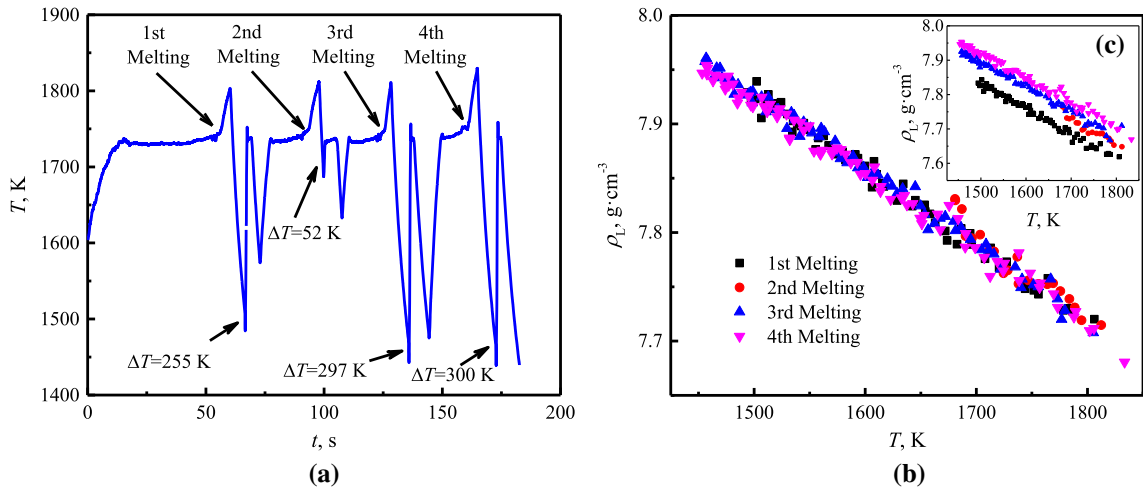 1st
Melting
2nd
Melting
3rd
Melting
4th
Melting
1900
1800
1700
1600
1500
1400
T, K
ΔT=52 K
ΔT=255 K
ΔT=297 K
ΔT=300 K
0
50
100
150
200
t, s
(a)
8.0
7.9
7.8
7.7
ρL, g·cm-3
1st Melting
2nd Melting
3rd Melting
4th Melting
1500
1600
1700
1800
T, K
(b)
(c)
8.0
7.9
7.8
7.7
7.6
ρL, g·cm-3
1500
1600
1700
1800
T, K